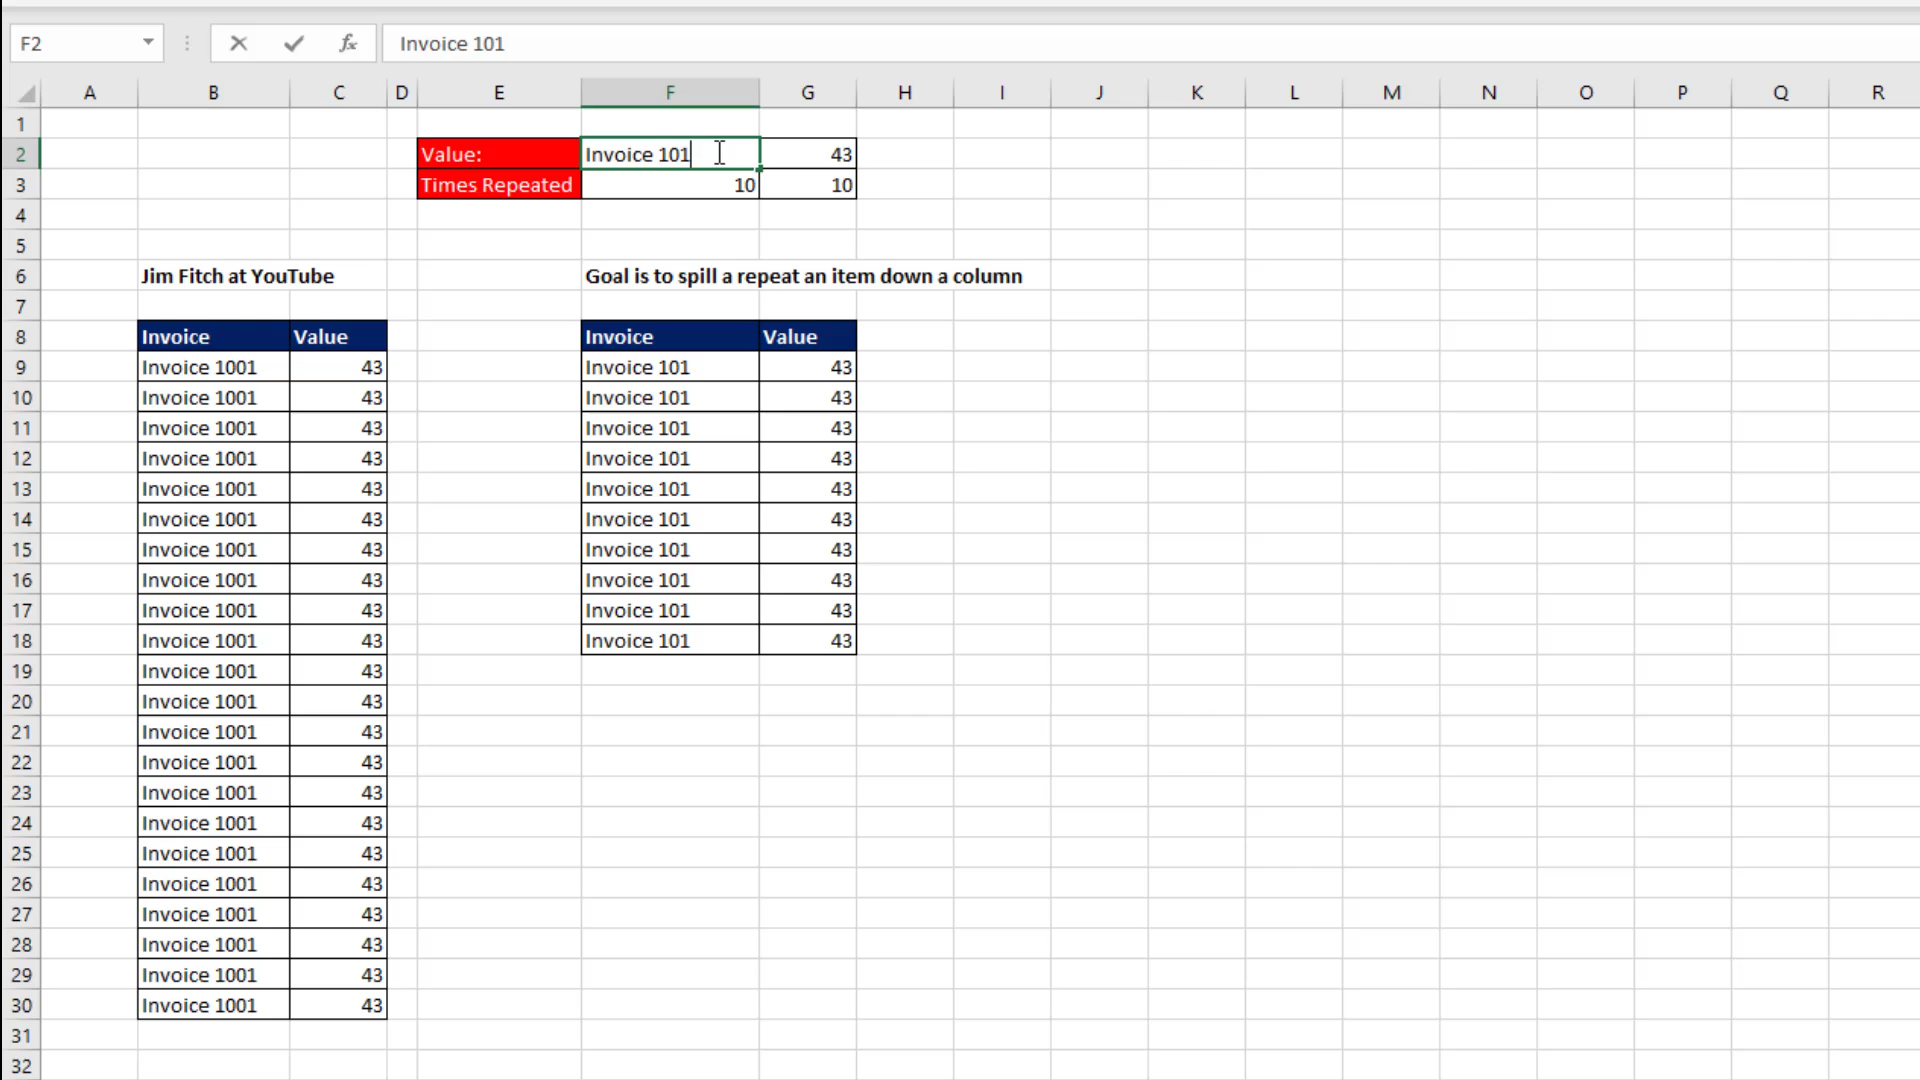 F2 fx Invoice 101
A B C D E F G H I J K L M N O P Q R
1
2 Value: Invoice 101 43
3 Times Repeated 10 10
4
5
6 Jim Fitch at YouTube Goal is to spill a repeat an item down a column
7
8 Invoice Value Invoice Value
9 Invoice 1001 43 Invoice 101 43
10 Invoice 1001 43 Invoice 101 43
11 Invoice 1001 43 Invoice 101 43
12 Invoice 1001 43 Invoice 101 43
13 Invoice 1001 43 Invoice 101 43
14 Invoice 1001 43 Invoice 101 43
15 Invoice 1001 43 Invoice 101 43
16 Invoice 1001 43 Invoice 101 43
17 Invoice 1001 43 Invoice 101 43
18 Invoice 1001 43 Invoice 101 43
19 Invoice 1001 43
20 Invoice 1001 43
21 Invoice 1001 43
22 Invoice 1001 43
23 Invoice 1001 43
24 Invoice 1001 43
25 Invoice 1001 43
26 Invoice 1001 43
27 Invoice 1001 43
28 Invoice 1001 43
29 Invoice 1001 43
30 Invoice 1001 43
31
32